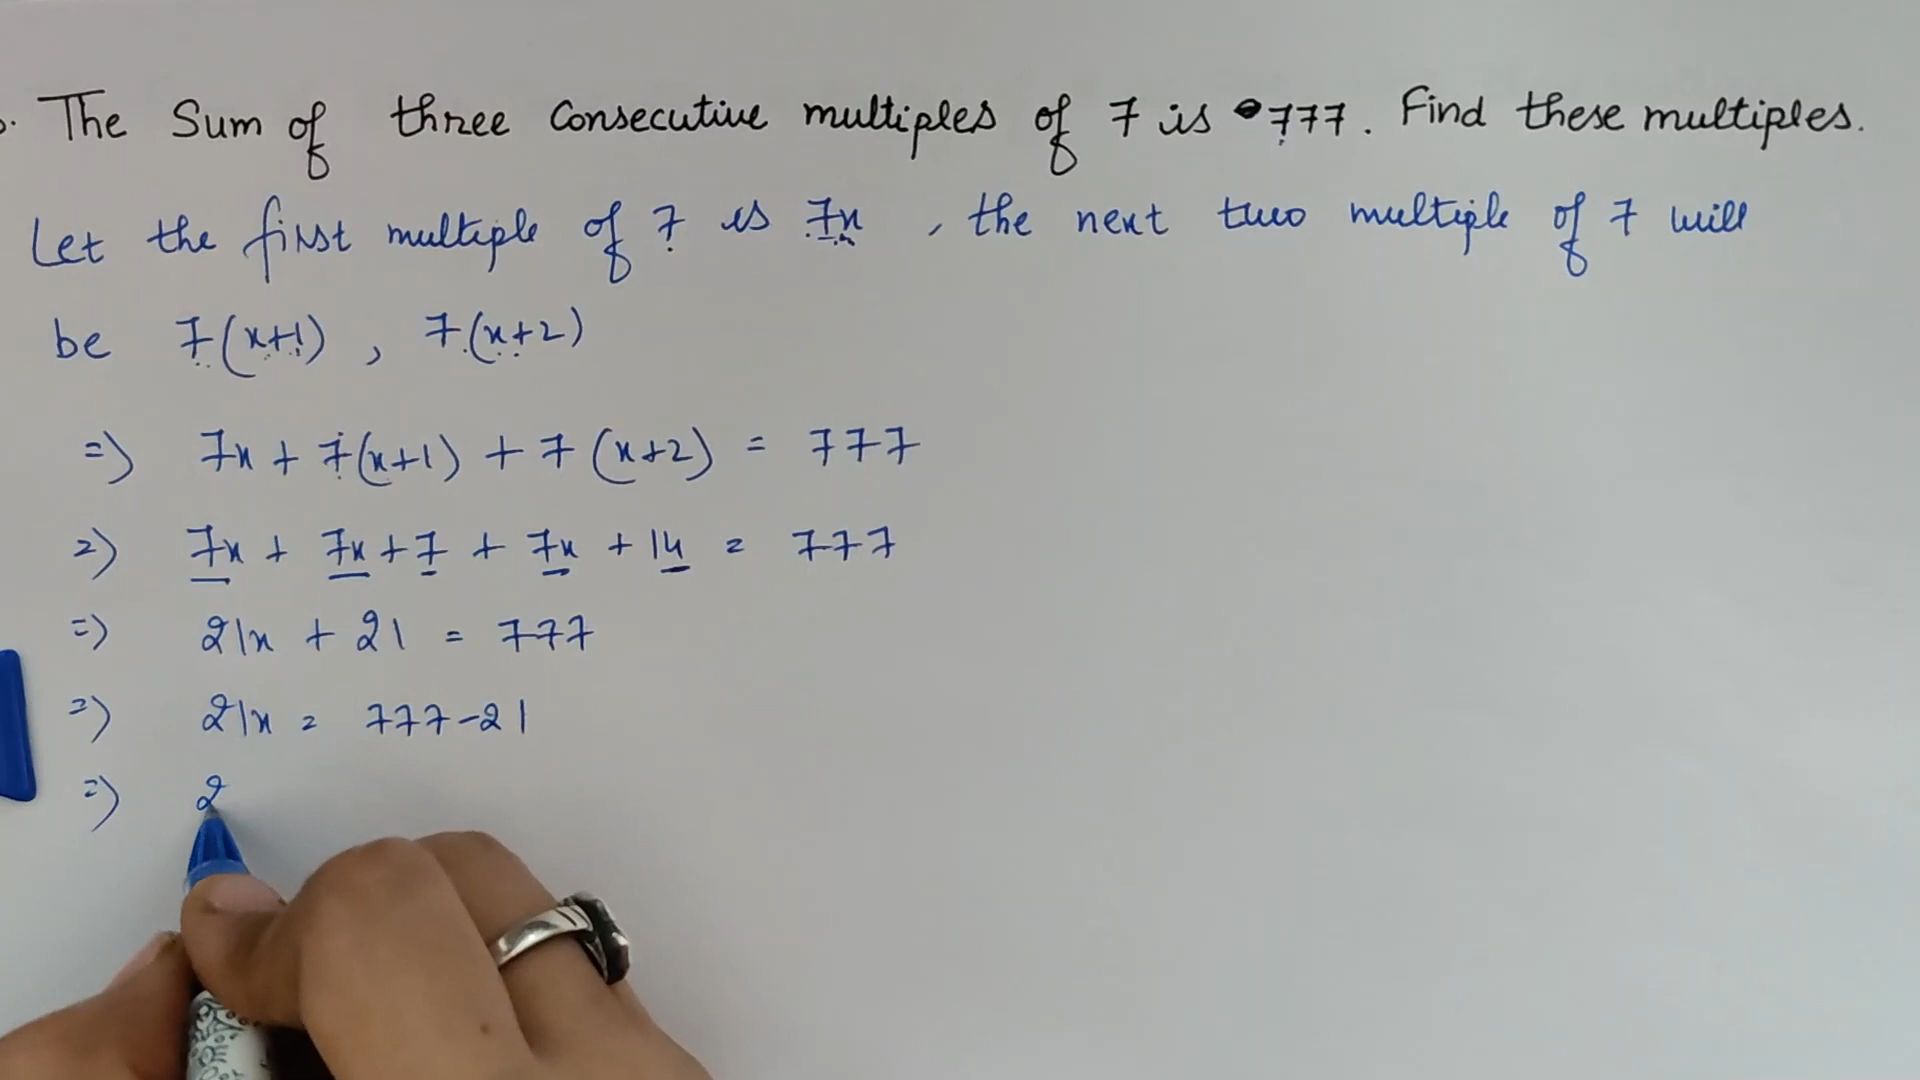 The Sum of three Consecutive multiples of 7 is 777. Find these multiples.
Let the first multiple of 7 is 7x, the next two multiple of 7 will
be 7(x+1), 7(x+2)
=) 7x + 7(x+1) + 7(x+2) = 777
=) 7x + 7x + 7 + 7x + 14 = 777
=) 21x + 21 = 777
=) 21x = 777-21
=) 2